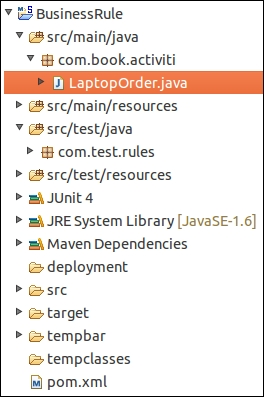 BusinessRule
src/main/java
com.book.activiti
LaptopOrder.java
src/main/resources
src/test/java
com.test.rules
src/test/resources
JUnit 4
JRE System Library [JavaSE-1.6]
Maven Dependencies
deployment
src
target
tempbar
tempclasses
pom.xml